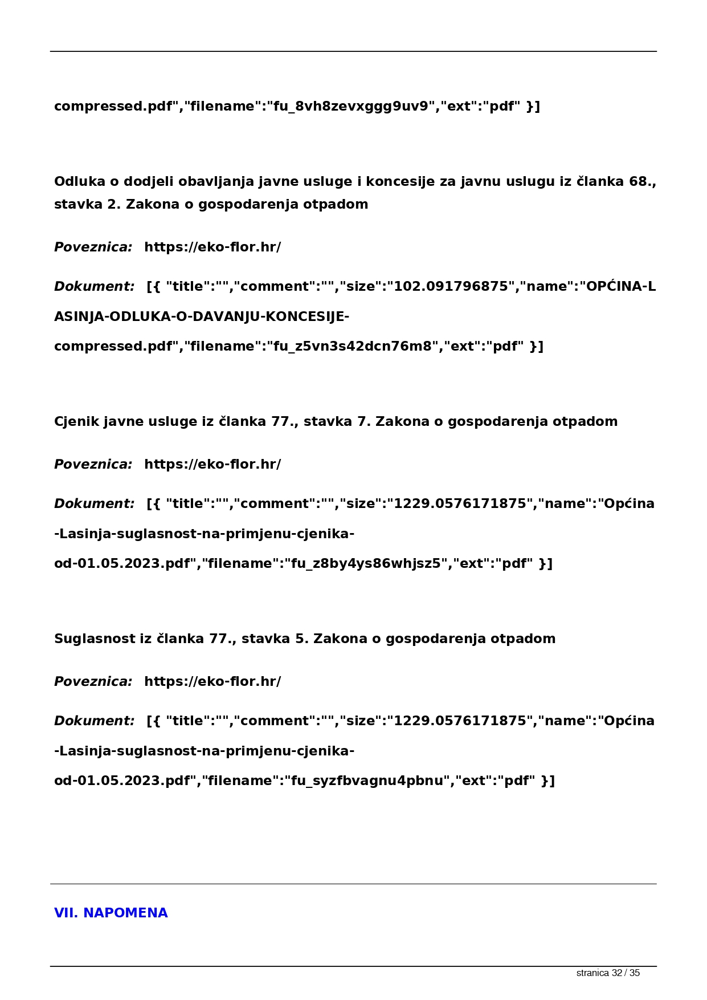 compressed.pdf","filename":"fu_8vh8zevxggg9uv9","ext":"pdf" }]
Odluka o dodjeli obavljanja javne usluge i koncesije za javnu uslugu iz članka 68.,
stavka 2. Zakona o gospodarenja otpadom
Poveznica: https://eko-flor.hr/
Dokument: [{ "title":"","comment":"","size":"102.091796875","name":"OPĆINA-L
ASINJA-ODLUKA-O-DAVANJU-KONCESIJE-
compressed.pdf","filename":"fu_z5vn3s42dcn76m8","ext":"pdf" }]
Cjenik javne usluge iz članka 77., stavka 7. Zakona o gospodarenja otpadom
Poveznica: https://eko-flor.hr/
Dokument: [{ "title":"","comment":"","size":"1229.0576171875","name":"Općina
-Lasinja-suglasnost-na-primjenu-cjenika-
od-01.05.2023.pdf","filename":"fu_z8by4ys86whjsz5","ext":"pdf" }]
Suglasnost iz članka 77., stavka 5. Zakona o gospodarenja otpadom
Poveznica: https://eko-flor.hr/
Dokument: [{ "title":"","comment":"","size":"1229.0576171875","name":"Općina
-Lasinja-suglasnost-na-primjenu-cjenika-
od-01.05.2023.pdf","filename":"fu_syzfbvagnu4pbnu","ext":"pdf" }]
VII. NAPOMENA
stranica 32 / 35